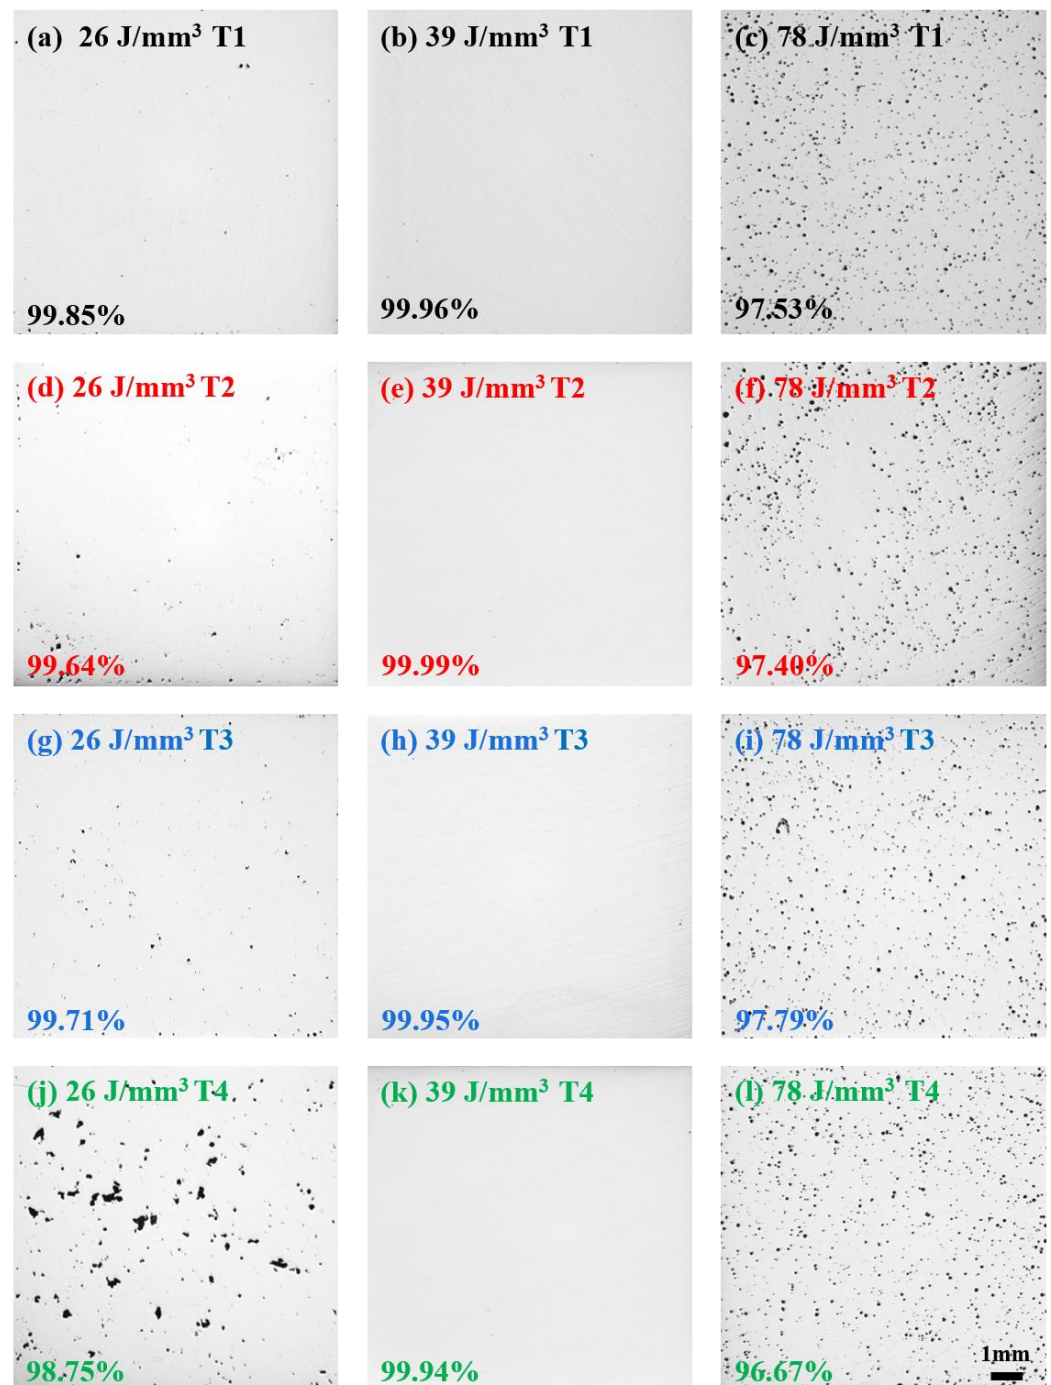 (a) 26 J/mm³ T1
(b) 39 J/mm³ T1
(c) 78 J/mm³ T1
99.85%
99.96%
97.53%
(d) 26 J/mm³ T2
(e) 39 J/mm³ T2
(f) 78 J/mm³ T2
99.64%
99.99%
97.40%
(g) 26 J/mm³ T3
(h) 39 J/mm³ T3
(i) 78 J/mm³ T3
99.71%
99.95%
97.79%
(j) 26 J/mm³ T4
(k) 39 J/mm³ T4
(l) 78 J/mm³ T4
1mm
98.75%
99.94%
96.67%